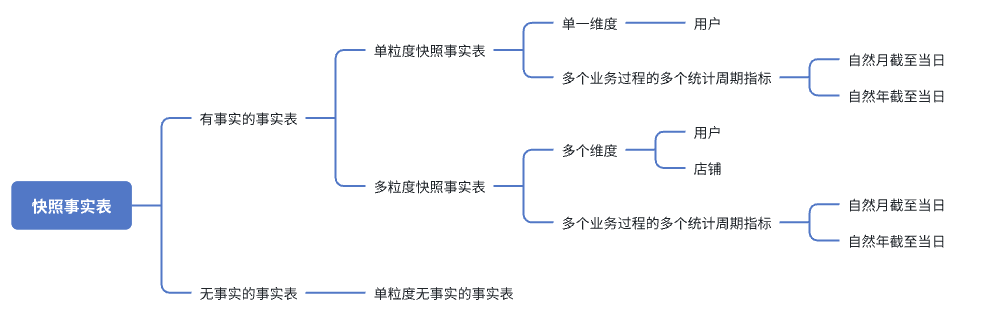 快照事实表
有事实的事实表
单粒度快照事实表
单一维度
用户
多个业务过程的多个统计周期指标
自然月截至当日
自然年截至当日
多粒度快照事实表
多个维度
用户
店铺
多个业务过程的多个统计周期指标
自然月截至当日
自然年截至当日
无事实的事实表
单粒度无事实的事实表